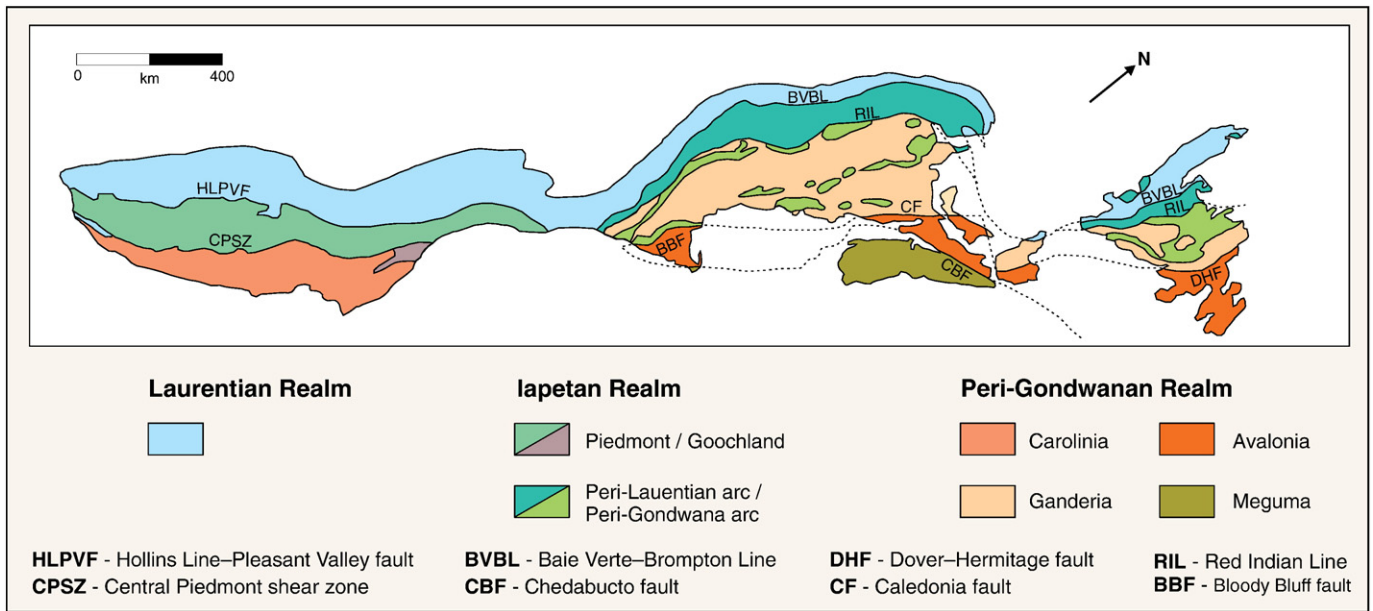 0 400
km
N
BVBL
RIL
HLPVF
CPSZ
CF
BBF
CBF
BVBL
RIL
DHF
Laurentian Realm
Iapetan Realm
Peri-Gondwanan Realm
Piedmont / Goochland
Carolinia
Avalonia
Peri-Lauentian arc /
Peri-Gondwana arc
Ganderia
Meguma
HLPVF - Hollins Line–Pleasant Valley fault
BVBL - Baie Verte–Brompton Line
DHF - Dover–Hermitage fault
RIL - Red Indian Line
CPSZ - Central Piedmont shear zone
CBF - Chedabucto fault
CF - Caledonia fault
BBF - Bloody Bluff fault